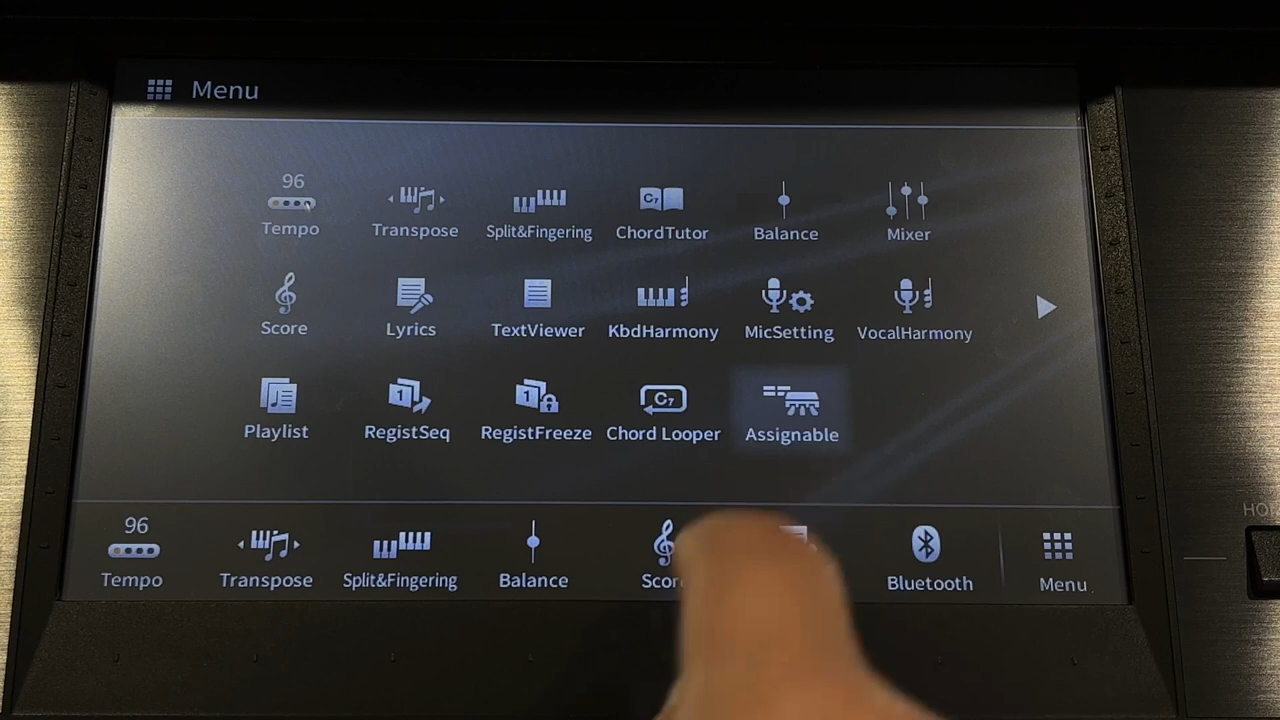 Menu
96
Tempo Transpose Split&Fingering ChordTutor Balance Mixer
Score Lyrics TextViewer KbdHarmony MicSetting VocalHarmony
Playlist RegistSeq RegistFreeze Chord Looper Assignable
96
Tempo Transpose Split&Fingering Balance Bluetooth Menu